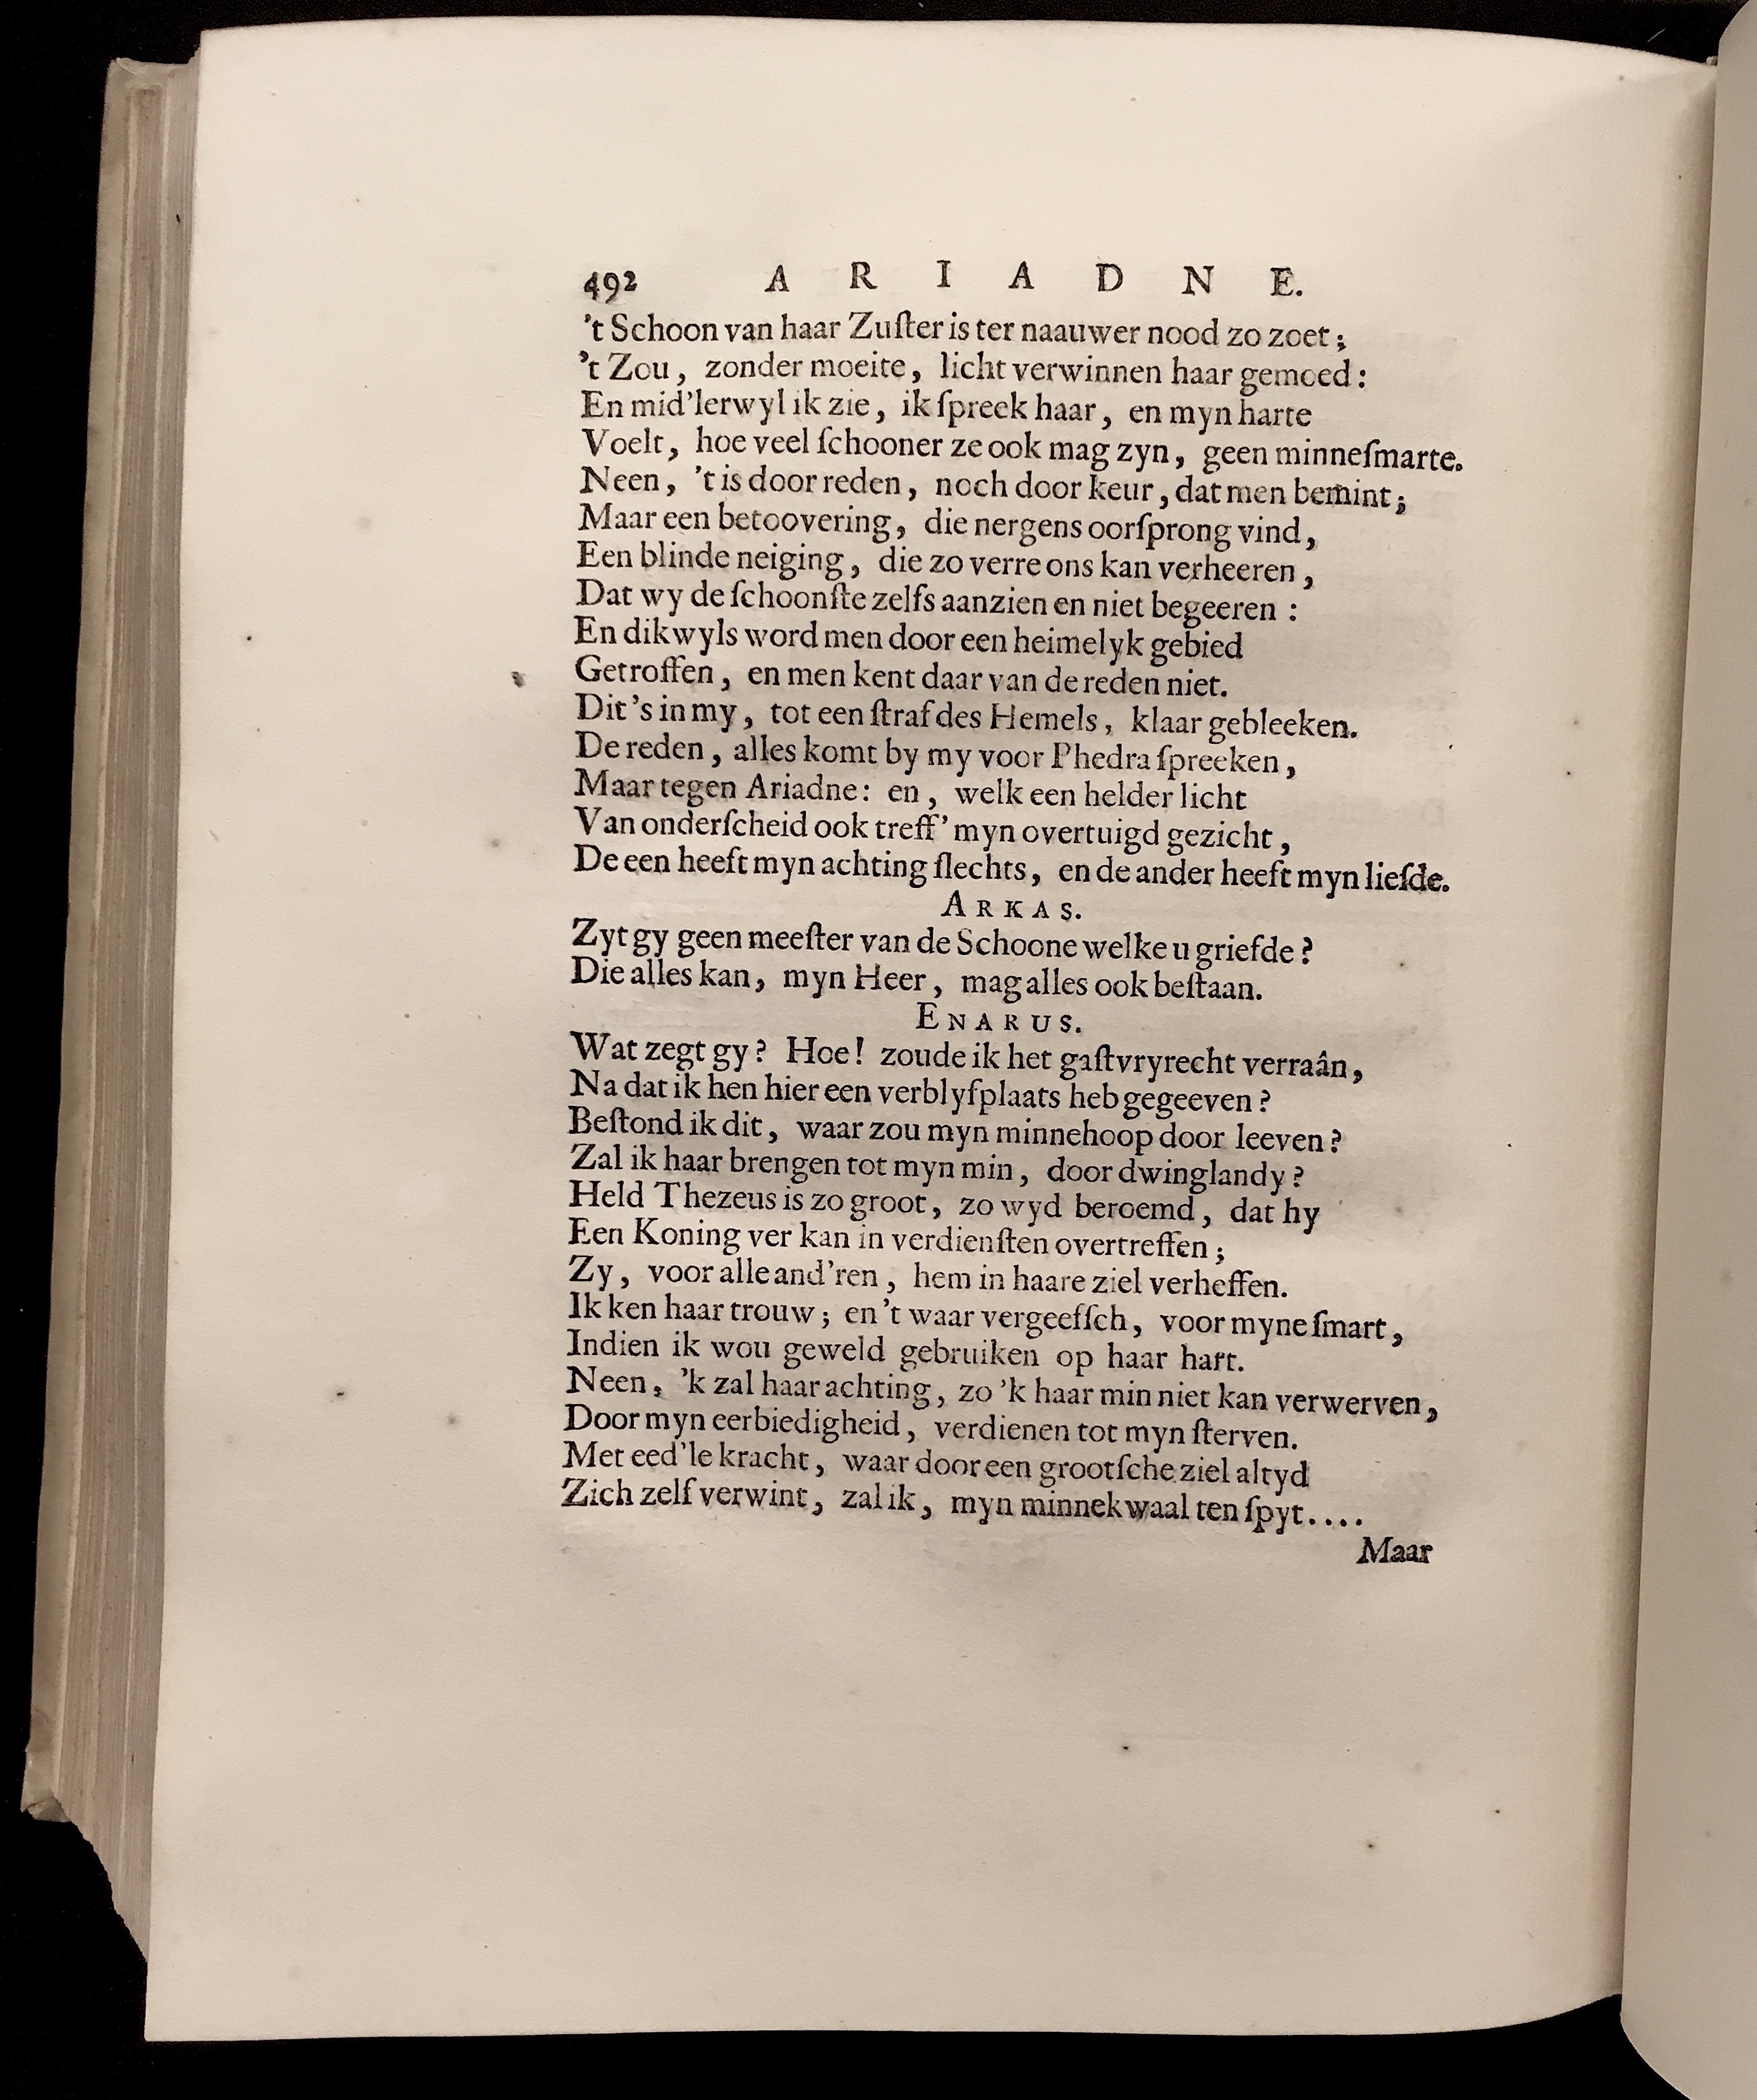 492 ARIADNE.
't Schoon van haar Zuſter is ter naauwer nood zo zoet;
't Zou, zonder moeite, licht verwinnen haar gemoed:
En mid'lerwyl ik zie, ik ſpreek haar, en myn harte
Voelt, hoe veel ſchooner ze ook mag zyn, geen minneſmarte.
Neen, 't is door reden, noch door keur, dat men bemint;
Maar een betoovering, die nergens oorſprong vind,
Een blinde neiging, die zo verre ons kan verheeren,
Dat wy de ſchoonſte zelfs aanzien en niet begeeren:
En dikwyls word men door een heimelyk gebied
Getroffen, en men kent daar van de reden niet.
Dit's in my, tot een ſtraf des Hemels, klaar gebleeken.
De reden, alles komt by my voor Phedra ſpreeken,
Maar tegen Ariadne: en, welk een helder licht
Van onderſcheid ook treff' myn overtuigd gezicht,
De een heeft myn achting ſlechts, en de ander heeft myn lieſde.
ARKAS.
Zyt gy geen meeſter van de Schoone welke u griefde?
Die alles kan, myn Heer, mag alles ook beſtaan.
ENARUS.
Wat zegt gy? Hoe! zoude ik het gaſtvryrecht verraân,
Na dat ik hen hier een verblyfplaats heb gegeeven?
Beſtond ik dit, waar zou myn minnehoop door leeven?
Zal ik haar brengen tot myn min, door dwinglandy?
Held Thezeus is zo groot, zo wyd beroemd, dat hy
Een Koning ver kan in verdienſten overtreffen;
Zy, voor alle and'ren, hem in haare ziel verheffen.
Ik ken haar trouw; en 't waar vergeefſch, voor myne ſmart,
Indien ik wou geweld gebruiken op haar hart.
Neen, 'k zal haar achting, zo 'k haar min niet kan verwerven,
Door myn eerbiedigheid, verdienen tot myn ſterven.
Met eed'le kracht, waar door een grootſche ziel altyd
Zich zelf verwint, zal ik, myn minnekwaal ten ſpyt....
Maar